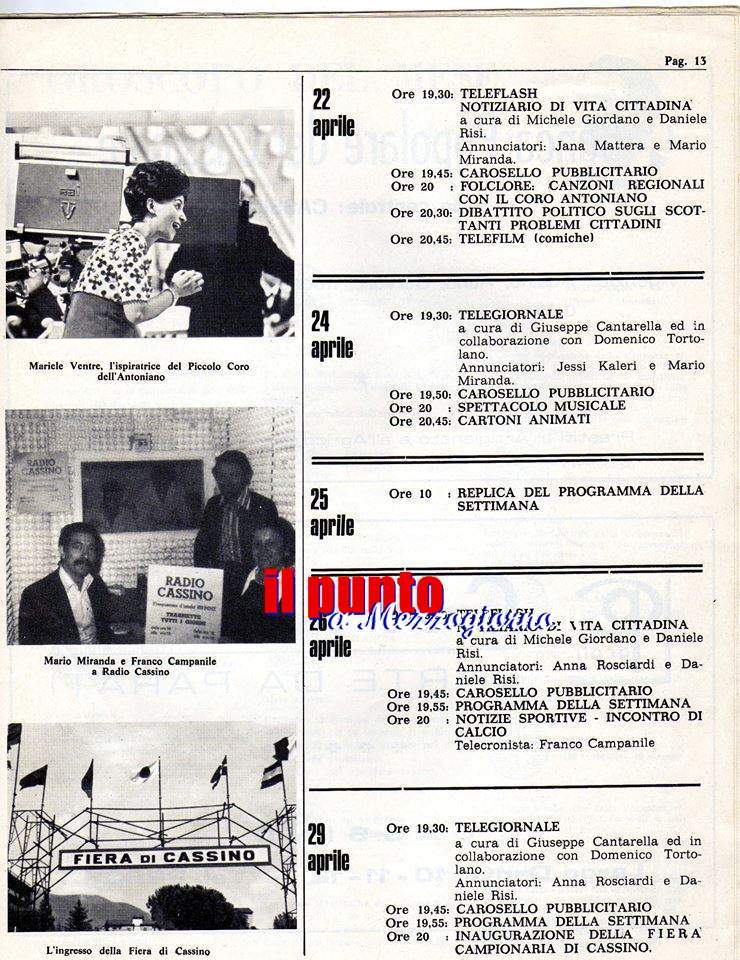 Pag. 13
Mariele Ventre, l'ispiratrice del Piccolo Coro
dell'Antoniano
RADIO
CASSINO
RADIO
CASSINO
TRASMETTE
TUTTI I GIORNI
Mario Miranda e Franco Campanile
a Radio Cassino
FIERA DI CASSINO
L'ingresso della Fiera di Cassino
22
aprile
Ore 19,30: TELEFLASH
NOTIZIARIO DI VITA CITTADINA
a cura di Michele Giordano e Daniele
Risi.
Annunciatori: Jana Mattera e Mario
Miranda.
Ore 19,45: CAROSELLO PUBBLICITARIO
Ore 20 : FOLCLORE: CANZONI REGIONALI
CON IL CORO ANTONIANO
Ore 20,30: DIBATTITO POLITICO SUGLI SCOT-
TANTI PROBLEMI CITTADINI
Ore 20,45: TELEFILM (comiche)
24
aprile
Ore 19,30: TELEGIORNALE
a cura di Giuseppe Cantarella ed in
collaborazione con Domenico Torto-
lano.
Annunciatori: Jessi Kaleri e Mario
Miranda.
Ore 19,50: CAROSELLO PUBBLICITARIO
Ore 20 : SPETTACOLO MUSICALE
Ore 20,45: CARTONI ANIMATI
25
aprile
Ore 10 : REPLICA DEL PROGRAMMA DELLA
SETTIMANA
il punto
a Mezzogiorno
26
aprile
TELEFLASH
DI VITA CITTADINA
a cura di Michele Giordano e Daniele
Risi.
Annunciatori: Anna Rosciardi e Da-
niele Risi.
Ore 19,45: CAROSELLO PUBBLICITARIO
Ore 19,55: PROGRAMMA DELLA SETTIMANA
Ore 20 : NOTIZIE SPORTIVE - INCONTRO DI
CALCIO
Telecronista: Franco Campanile
29
aprile
Ore 19,30: TELEGIORNALE
a cura di Giuseppe Cantarella ed in
collaborazione con Domenico Torto-
lano.
Annunciatori: Anna Rosciardi e Da-
niele Risi.
Ore 19,45: CAROSELLO PUBBLICITARIO
Ore 19,55: PROGRAMMA DELLA SETTIMANA
Ore 20 : INAUGURAZIONE DELLA FIERA
CAMPIONARIA DI CASSINO.